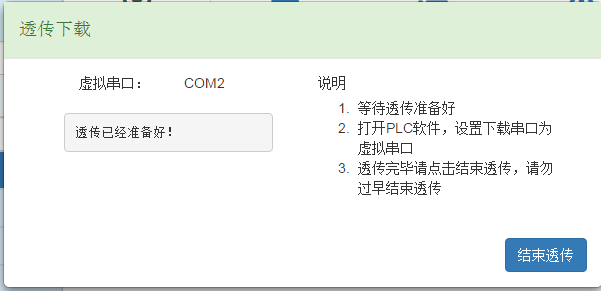 透传下载
虚拟串口： COM2
说明
透传已经准备好!
1. 等待透传准备好
2. 打开PLC软件，设置下载串口为
虚拟串口
3. 透传完毕请点击结束透传，请勿
过早结束透传
结束透传